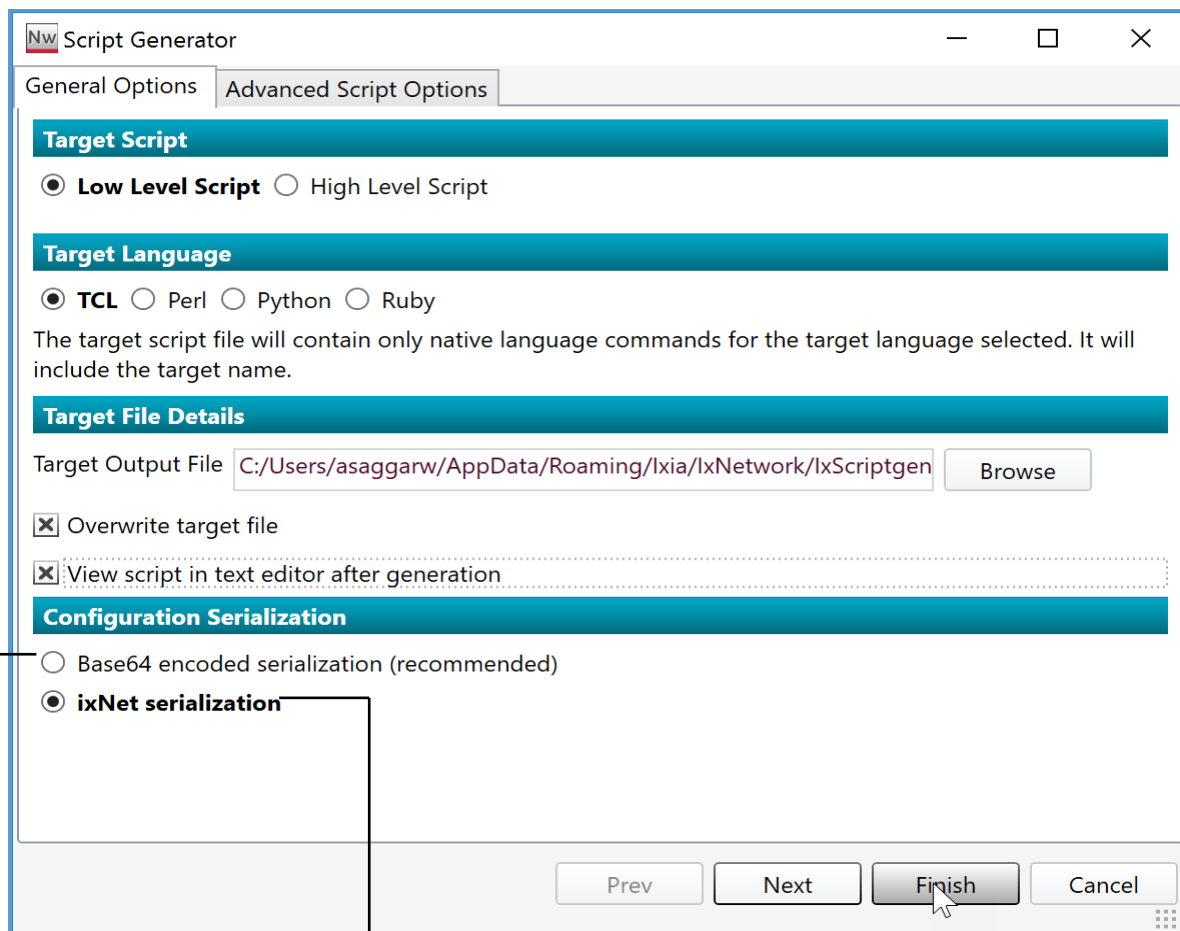 Nw Script Generator
General Options Advanced Script Options
Target Script
Low Level Script High Level Script
Target Language
TCL Perl Python Ruby
The target script file will contain only native language commands for the target language selected. It will
include the target name.
Target File Details
Target Output File C:/Users/asaggarw/AppData/Roaming/Ixia/IxNetwork/IxScriptgen Browse
Overwrite target file
View script in text editor after generation
Configuration Serialization
Base64 encoded serialization (recommended)
ixNet serialization
Prev Next Finish Cancel